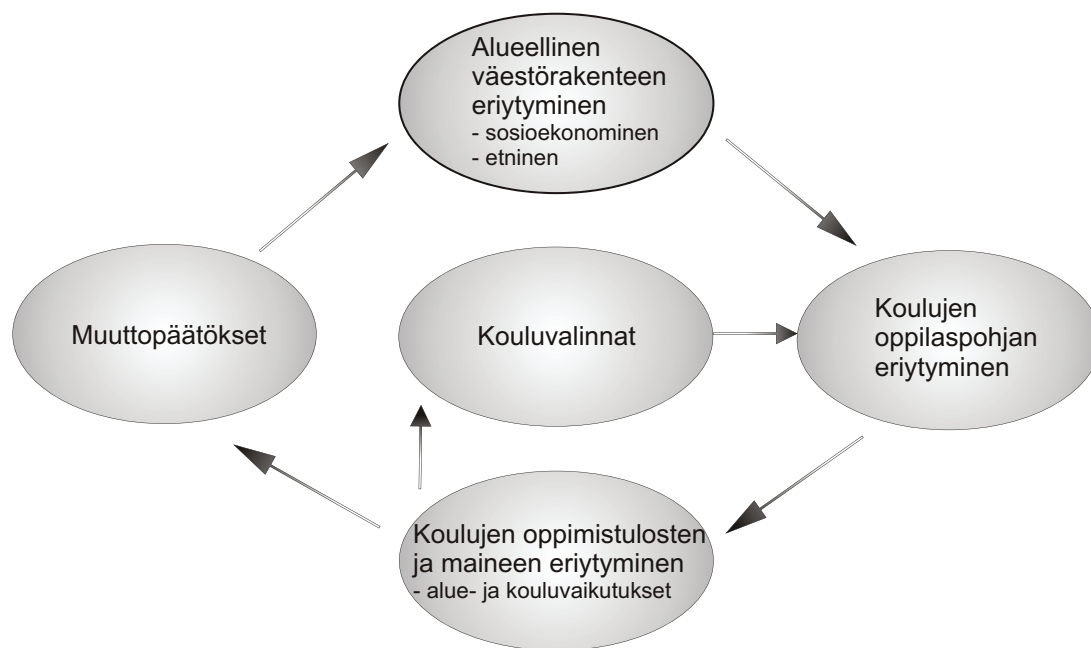 Alueellinen
väestörakenteen
eriytyminen
- sosioekonominen
- etninen
Muuttopäätökset
Kouluvalinnat
Koulujen
oppilaspohjan
eriytyminen
Koulujen oppimistulosten
ja maineen eriytyminen
- alue- ja kouluvaikutukset